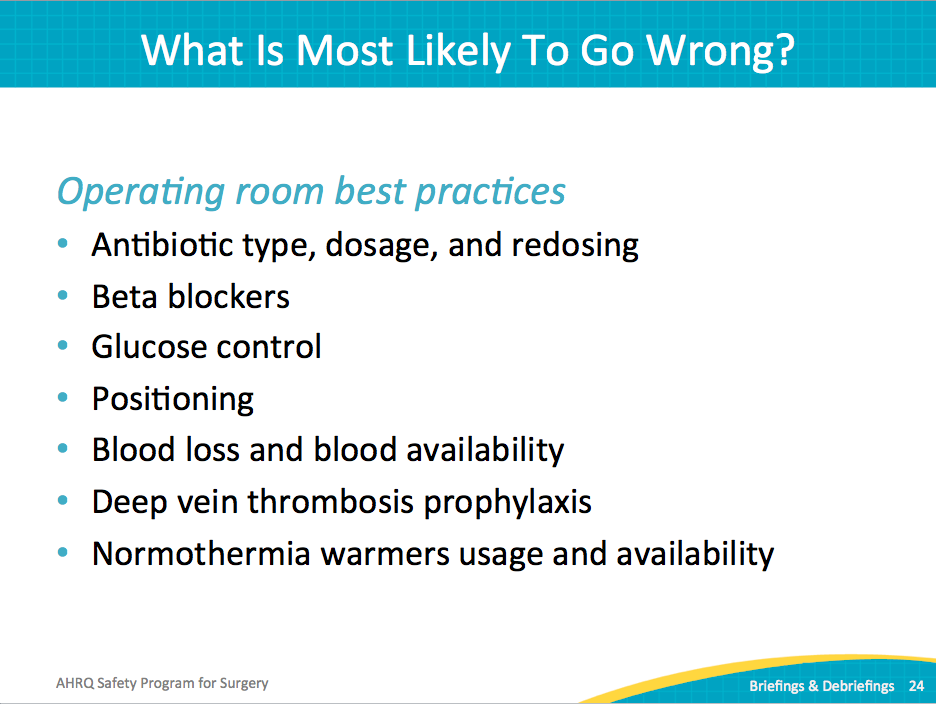 What Is Most Likely To Go Wrong?
Operating room best practices
• Antibiotic type, dosage, and redosing
• Beta blockers
• Glucose control
• Positioning
• Blood loss and blood availability
• Deep vein thrombosis prophylaxis
• Normothermia warmers usage and availability
AHRQ Safety Program for Surgery
Briefings & Debriefings 24